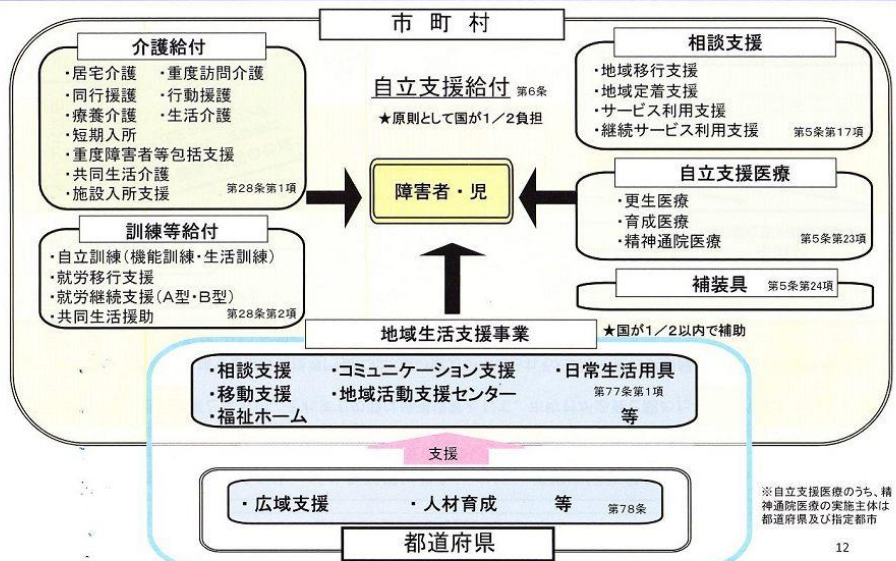 市 町 村
介護給付
・居宅介護 ・重度訪問介護
・同行援護 ・行動援護
・療養介護 ・生活介護
・短期入所
・重度障害者等包括支援
・共同生活介護
・施設入所支援 第28条第1項
訓練等給付
・自立訓練(機能訓練・生活訓練)
・就労移行支援
・就労継続支援(A型・B型)
・共同生活援助 第28条第2項
自立支援給付 第6条
★原則として国が1/2負担
障害者・児
相談支援
・地域移行支援
・地域定着支援
・サービス利用支援
・継続サービス利用支援 第5条第17項
自立支援医療
・更生医療
・育成医療
・精神通院医療 第5条第23項
補装具 第5条第24項
地域生活支援事業 ★国が1/2以内で補助
・相談支援 ・コミュニケーション支援 ・日常生活用具
・移動支援 ・地域活動支援センター 第77条第1項
・福祉ホーム 等
支援
・広域支援 ・人材育成 等 第78条
都道府県
※自立支援医療のうち、精
神通院医療の実施主体は
都道府県及び指定都市
12